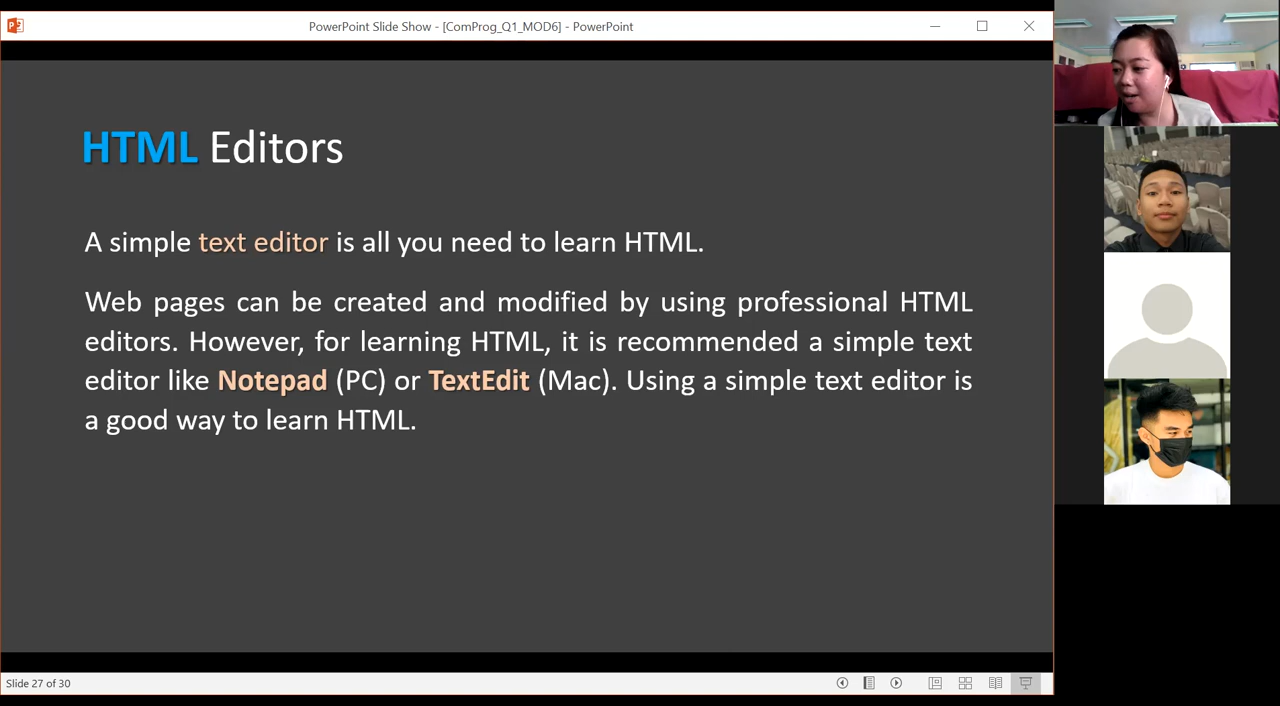 PowerPoint Slide Show - [ComProg_Q1_MOD6] - PowerPoint
HTML Editors
A simple text editor is all you need to learn HTML.
Web pages can be created and modified by using professional HTML
editors. However, for learning HTML, it is recommended a simple text
editor like Notepad (PC) or TextEdit (Mac). Using a simple text editor is
a good way to learn HTML.
Slide 27 of 30